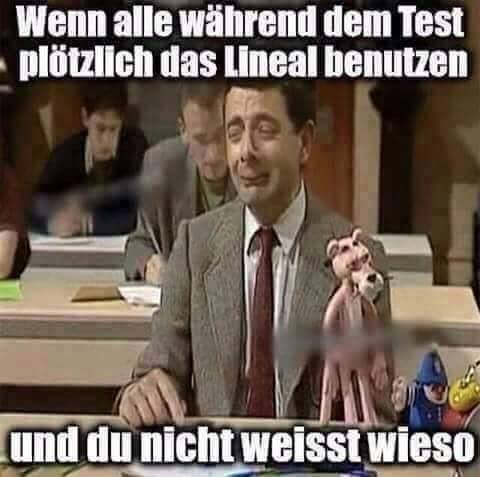 Wenn alle während dem Test
plötzlich das Lineal benutzen
und du nicht weisst wieso